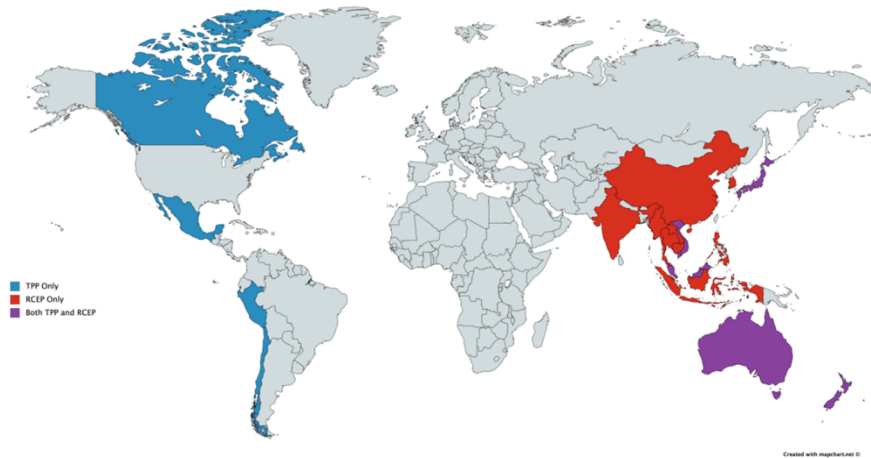 TPP Only
RCEP Only
Both TPP and RCEP
Created with mapchart.net ©